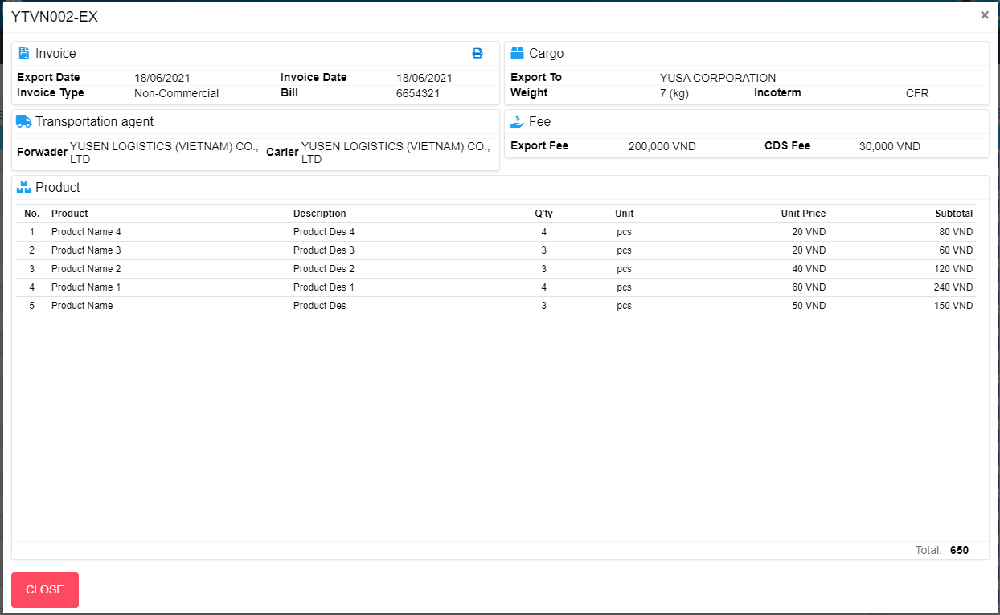 YTVN002-EX
×
Invoice
Export Date 18/06/2021 Invoice Date 18/06/2021
Invoice Type Non-Commercial Bill 6654321
Cargo
Export To YUSA CORPORATION
Weight 7 (kg) Incoterm CFR
Transportation agent
Forwader YUSEN LOGISTICS (VIETNAM) CO., LTD Carier YUSEN LOGISTICS (VIETNAM) CO., LTD
Fee
Export Fee 200,000 VND CDS Fee 30,000 VND
Product
No. Product Description Q'ty Unit Unit Price Subtotal
1 Product Name 4 Product Des 4 4 pcs 20 VND 80 VND
2 Product Name 3 Product Des 3 3 pcs 20 VND 60 VND
3 Product Name 2 Product Des 2 3 pcs 40 VND 120 VND
4 Product Name 1 Product Des 1 4 pcs 60 VND 240 VND
5 Product Name Product Des 3 pcs 50 VND 150 VND
Total: 650
CLOSE